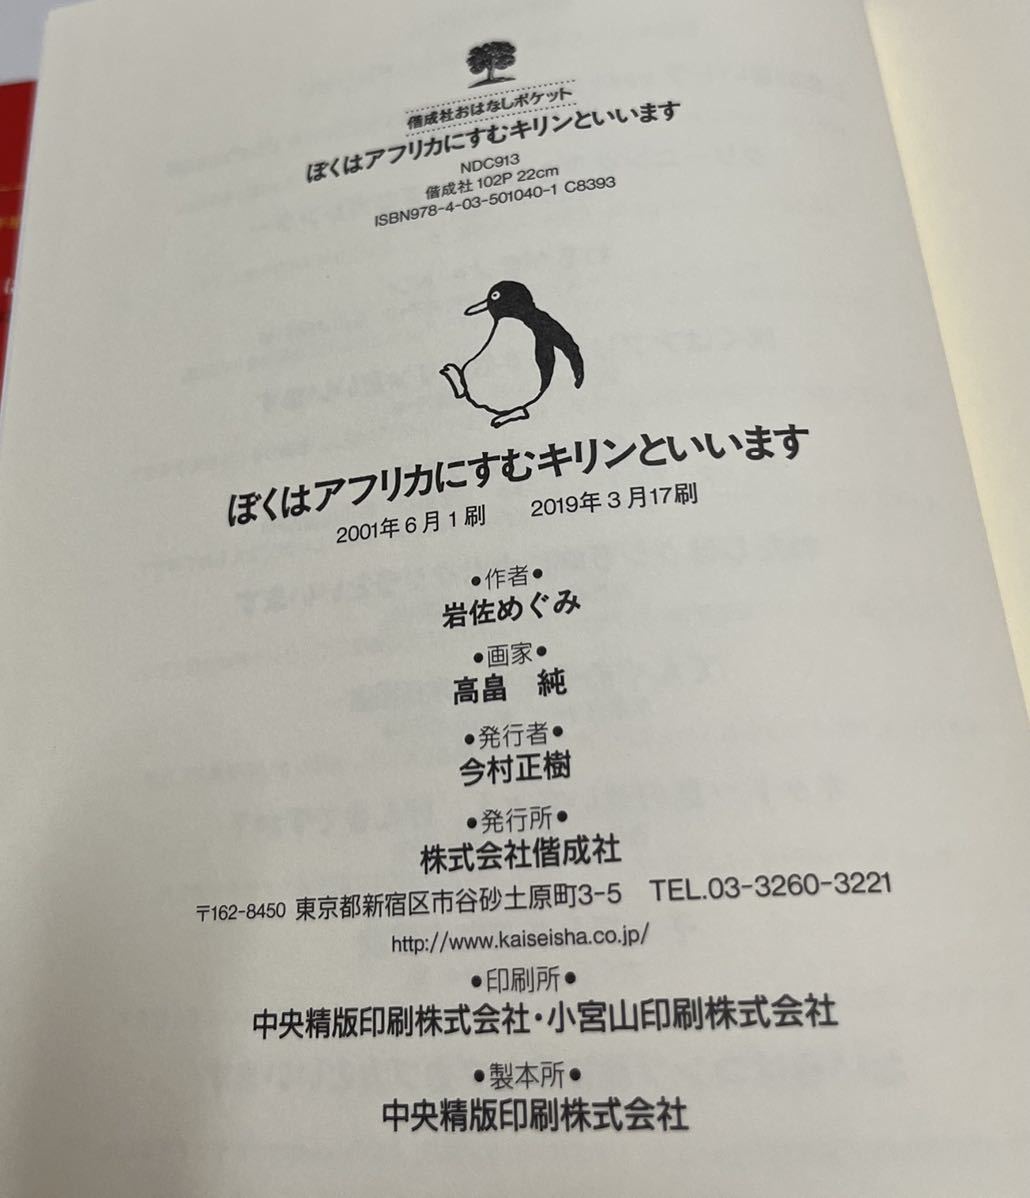 偕成社おはなしポケット
ぼくはアフリカにすむキリンといいます
NDC913
偕成社 102P 22cm
ISBN978-4-03-501040-1 C8393
ぼくはアフリカにすむキリンといいます
2001年6月1刷 2019年3月17刷
●作者●
岩佐めぐみ
●画家●
高畠 純
●発行者●
今村正樹
●発行所●
株式会社偕成社
〒162-8450 東京都新宿区市谷砂土原町3-5 TEL.03-3260-3221
http://www.kaiseisha.co.jp/
●印刷所●
中央精版印刷株式会社・小宮山印刷株式会社
●製本所●
中央精版印刷株式会社